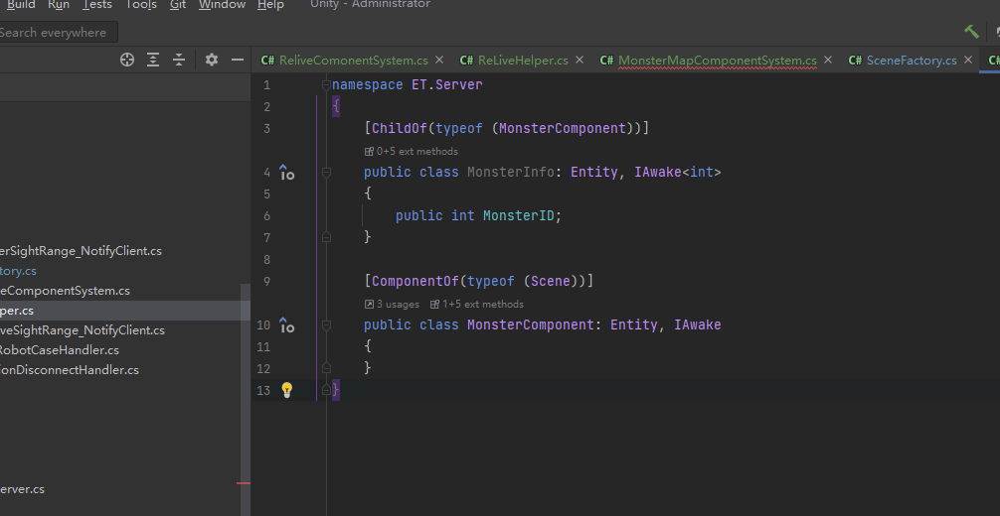 Build Run Tests Tools Git Window Help Unity - Administrator
Search everywhere
C# ReliveComonentSystem.cs × C# ReLiveHelper.cs × C# MonsterMapComponentSystem.cs × C# SceneFactory.cs × C#
1 namespace ET.Server
2 {
3 [ChildOf(typeof (MonsterComponent))]
0+5 ext methods
4 public class MonsterInfo: Entity, IAwake<int>
5 {
6 public int MonsterID;
7 }
8
9 [ComponentOf(typeof (Scene))]
3 usages 1+5 ext methods
10 public class MonsterComponent: Entity, IAwake
11 {
12 }
13 }
erSightRange_NotifyClient.cs
tory.cs
eComponentSystem.cs
per.cs
veSightRange_NotifyClient.cs
RobotCaseHandler.cs
ionDisconnectHandler.cs
erver.cs